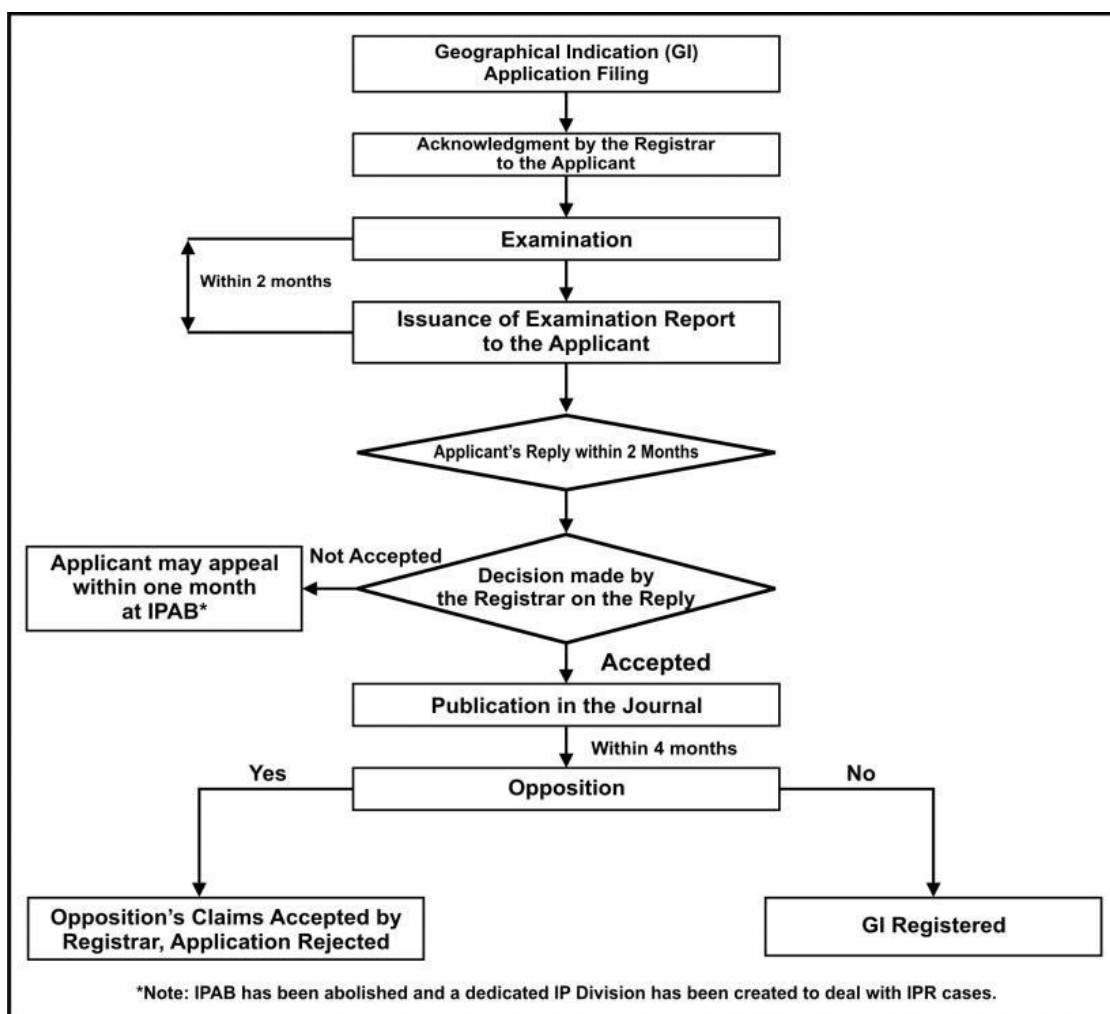 Geographical Indication (GI)
Application Filing
Acknowledgment by the Registrar
to the Applicant
Examination
Within 2 months
Issuance of Examination Report
to the Applicant
Applicant's Reply within 2 Months
Not Accepted
Applicant may appeal
within one month
at IPAB*
Decision made by
the Registrar on the Reply
Accepted
Publication in the Journal
Within 4 months
Yes
Opposition
No
Opposition's Claims Accepted by
Registrar, Application Rejected
GI Registered
*Note: IPAB has been abolished and a dedicated IP Division has been created to deal with IPR cases.